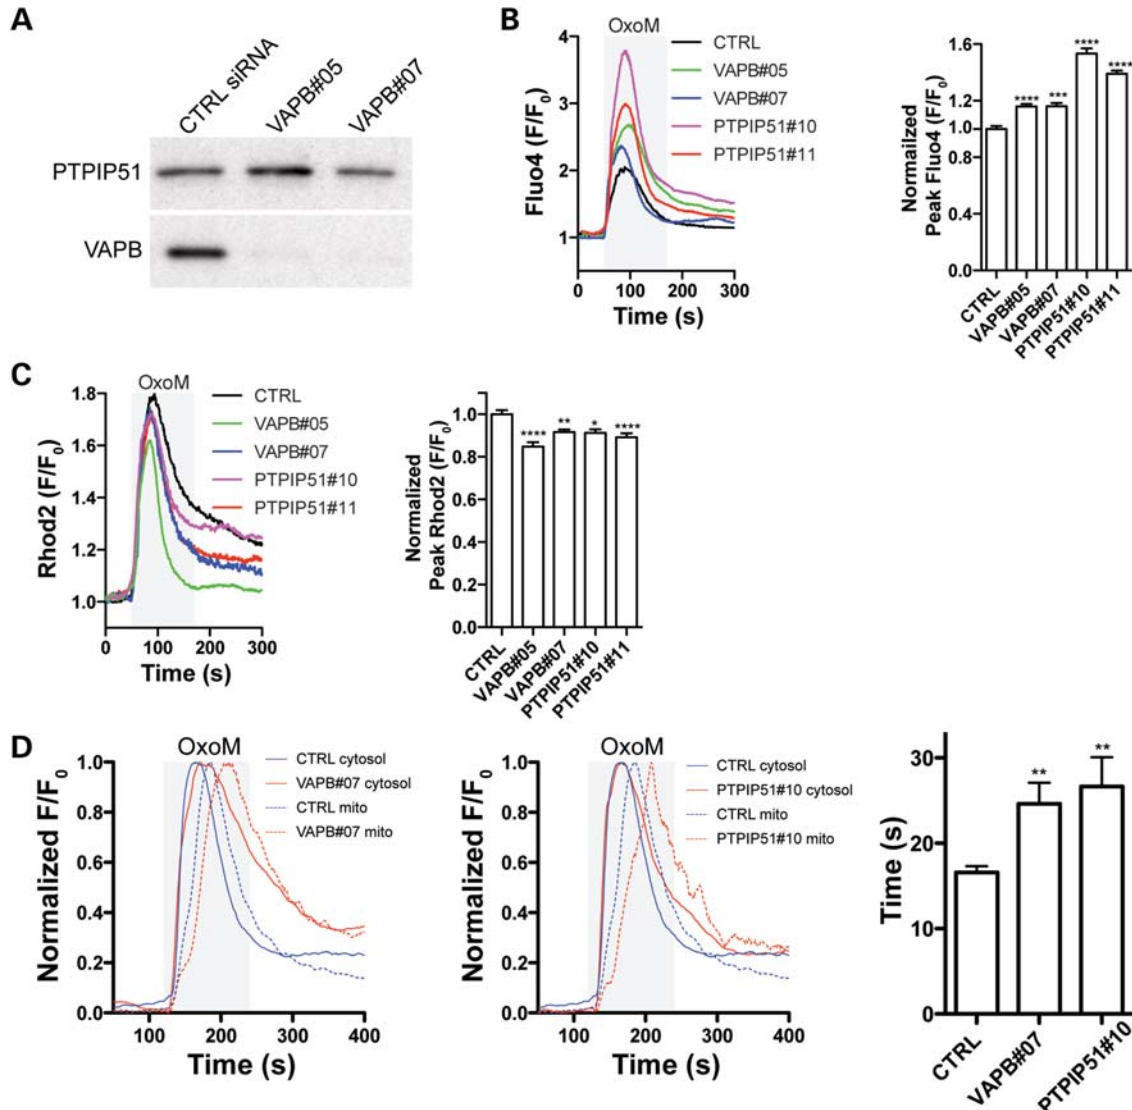 A
CTRL siRNA
VAPB#05
VAPB#07
PTPIP51
VAPB
B
OxoM
Fluo4 (F/F0)
5
4
3
2
1
0
100
200
300
Time (s)
CTRL
VAPB#05
VAPB#07
PTPIP51#10
PTPIP51#11
Normailzed
Peak Fluo4 (F/F0)
1.6
1.2
0.8
0.4
0.0
****
***
****
****
CTRL
VAPB#05
VAPB#07
PTPIP51#10
PTPIP51#11
C
OxoM
Rhod2 (F/F0)
1.8
1.6
1.4
1.2
1.0
0
100
200
300
Time (s)
CTRL
VAPB#05
VAPB#07
PTPIP51#10
PTPIP51#11
Normalized
Peak Rhod2 (F/F0)
1.0
0.8
0.6
0.4
0.2
0.0
****
**
*
****
CTRL
VAPB#05
VAPB#07
PTPIP51#10
PTPIP51#11
D
OxoM
Normalized F/F0
1.0
0.8
0.6
0.4
0.2
0.0
100
200
300
400
Time (s)
CTRL cytosol
VAPB#07 cytosol
CTRL mito
VAPB#07 mito
OxoM
Normalized F/F0
1.0
0.8
0.6
0.4
0.2
0.0
100
200
300
400
Time (s)
CTRL cytosol
PTPIP51#10 cytosol
CTRL mito
PTPIP51#10 mito
Time (s)
30
20
10
0
**
**
CTRL
VAPB#07
PTPIP51#10